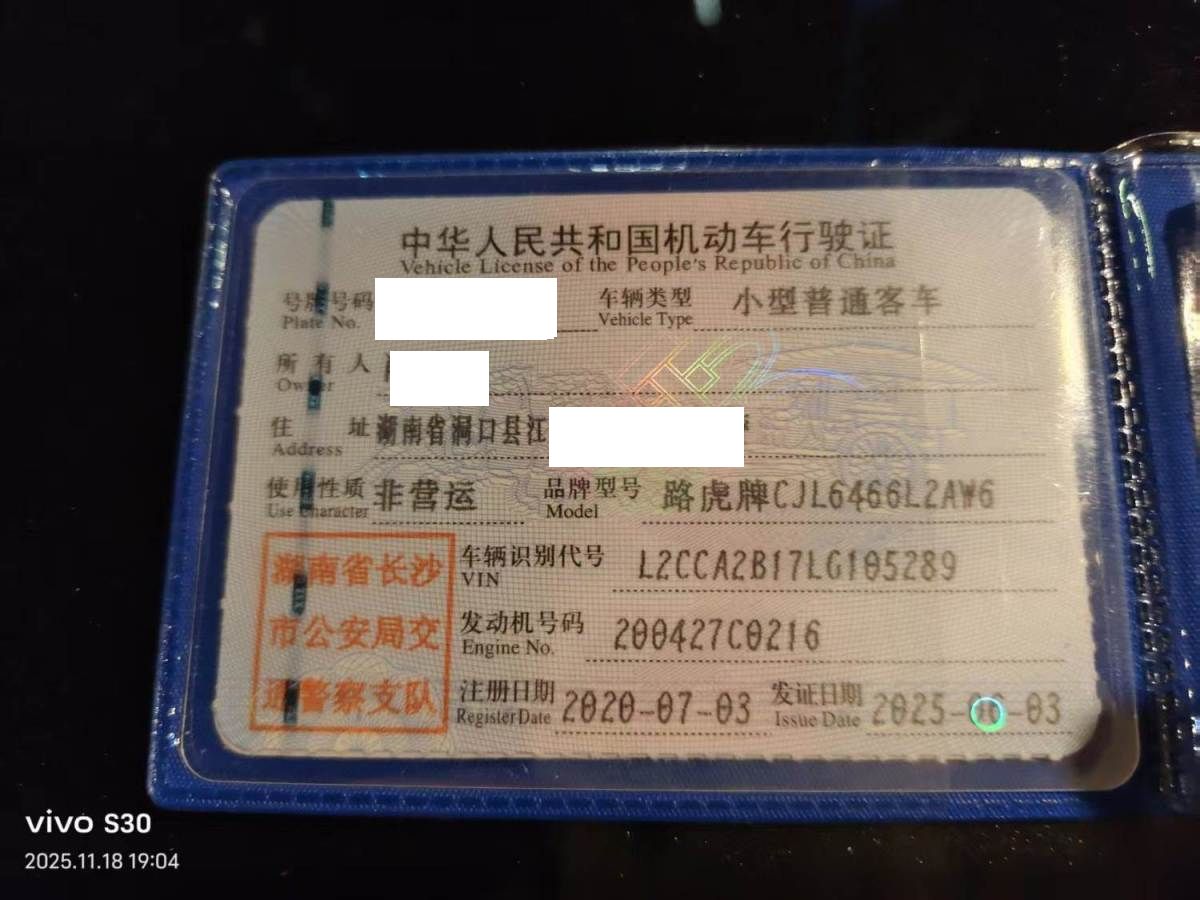 中华人民共和国机动车行驶证
Vehicle License of the People's Republic of China
号牌号码 车辆类型 小型普通客车
Plate No. Vehicle Type
所有人
Owner
住址 湖南省洞口县江
Address
使用性质 非营运 品牌型号 路虎牌CJL6466L2AW6
Use Character Model
湖南省长沙
市公安局交
通警察支队
车辆识别代号 L2CCA2B17LG105289
VIN
发动机号码 200427C0216
Engine No.
注册日期 2020-07-03 发证日期 2025-06-03
Register Date Issue Date
vivo S30
2025.11.18 19:04